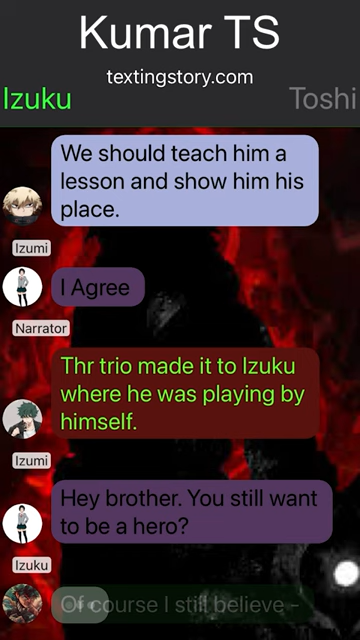 Kumar TS
textingstory.com
Izuku Toshi
We should teach him a
lesson and show him his
place.
Izumi
I Agree
Narrator
Thr trio made it to Izuku
where he was playing by
himself.
Izumi
Hey brother. You still want
to be a hero?
Izuku
Of course I still believe -